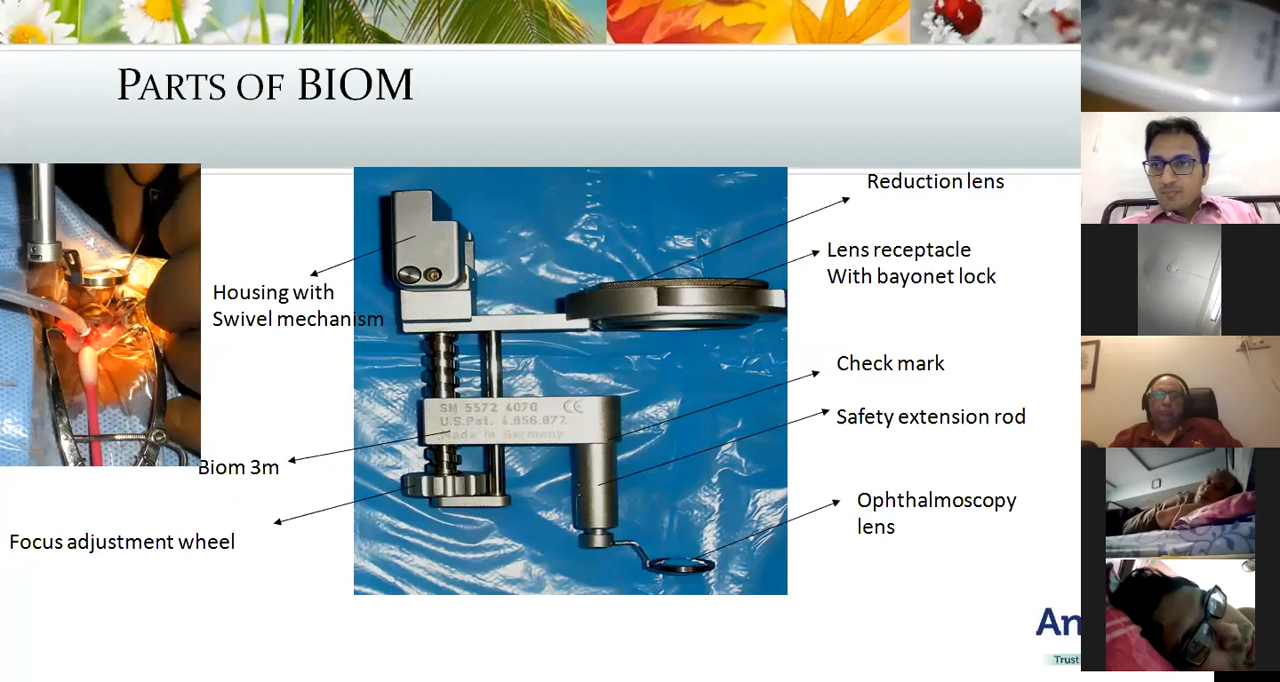 PARTS OF BIOM
Reduction lens
Lens receptacle
With bayonet lock
Housing with
Swivel mechanism
Check mark
SM 5572 4070
U.S.Pat. 4.856.872
Made in Germany
Safety extension rod
Biom 3m
Ophthalmoscopy
lens
Focus adjustment wheel
An
Trust